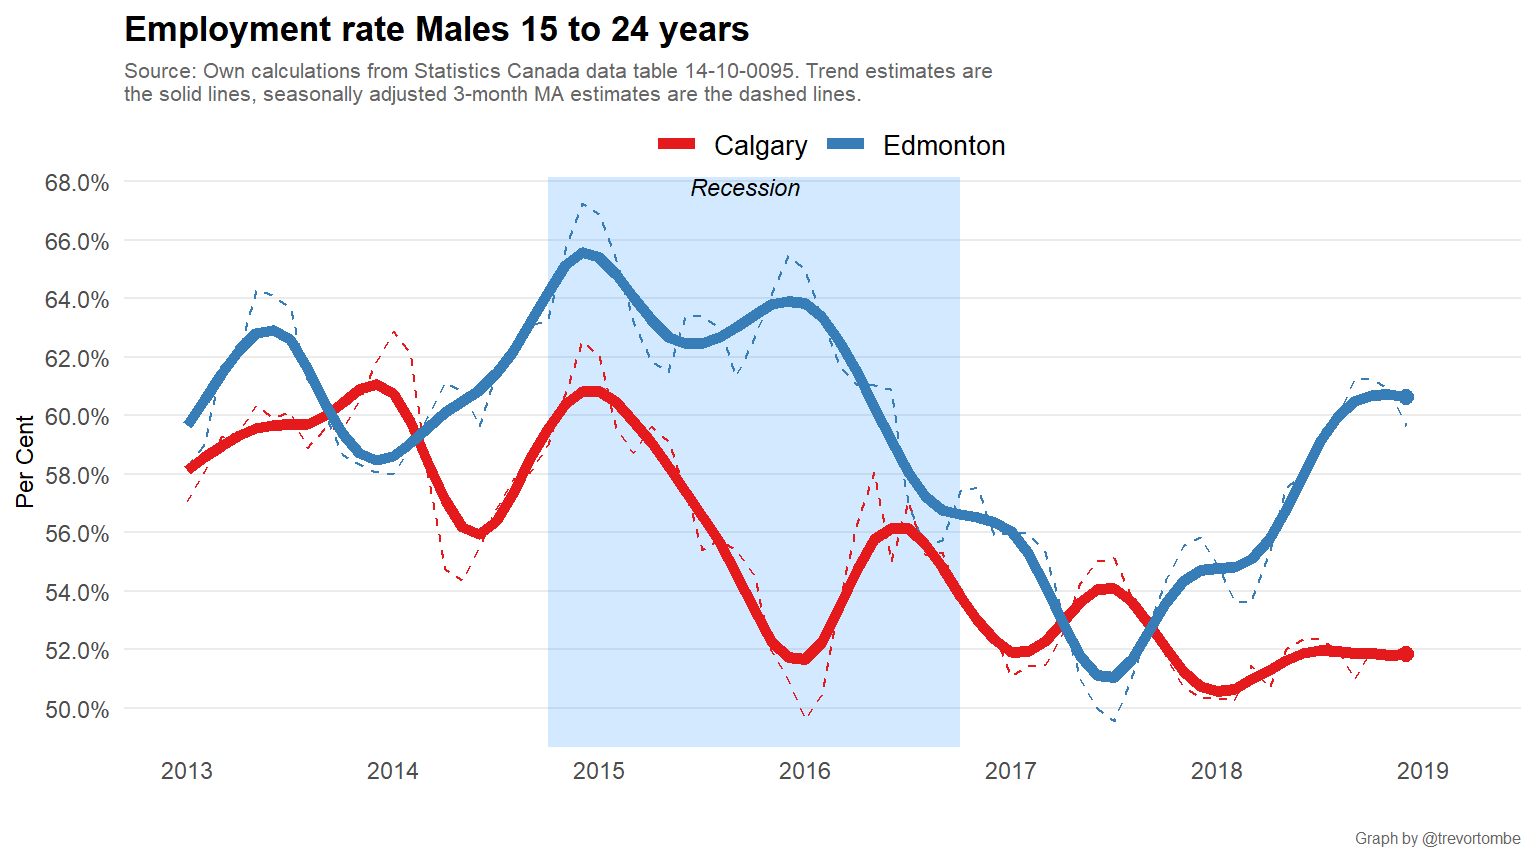 Employment rate Males 15 to 24 years
Source: Own calculations from Statistics Canada data table 14-10-0095. Trend estimates are
the solid lines, seasonally adjusted 3-month MA estimates are the dashed lines.
Calgary Edmonton
Recession
68.0%
66.0%
64.0%
62.0%
60.0%
58.0%
56.0%
54.0%
52.0%
50.0%
Per Cent
2013 2014 2015 2016 2017 2018 2019
Graph by @trevortombe